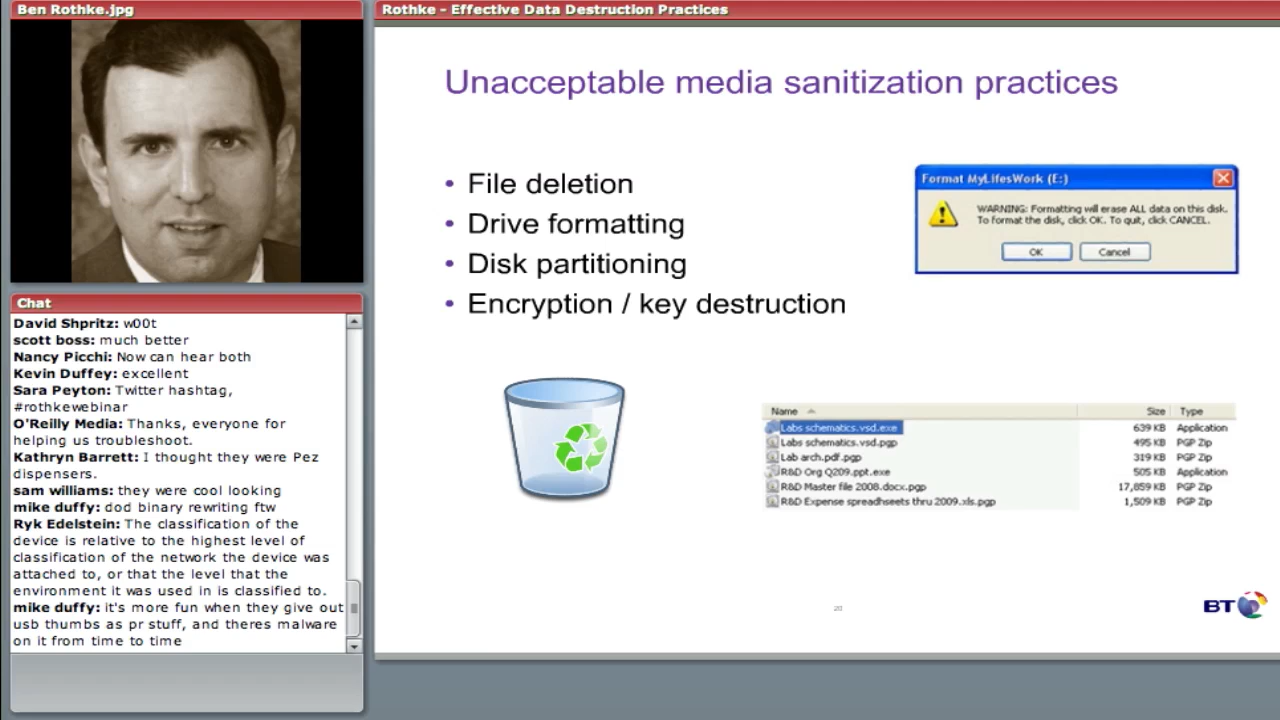 Ben Rothke.jpg
Rothke - Effective Data Destruction Practices
Unacceptable media sanitization practices
• File deletion
• Drive formatting
• Disk partitioning
• Encryption / key destruction
Format MyLifesWork (E:)
WARNING: Formatting will erase ALL data on this disk.
To format the disk, click OK. To quit, click CANCEL.
OK Cancel
Name Size Type
Labs schematics.vsd.exe 639 KB Application
Labs schematics.vsd.pgp 495 KB PGP Zip
Lab arch.pdf.pgp 319 KB PGP Zip
R&D Org Q209.ppt.exe 505 KB Application
R&D Master file 2008.docx.pgp 17,859 KB PGP Zip
R&D Expense spreadhseets thru 2009.xls.pgp 1,509 KB PGP Zip
20
BT
Chat
David Shpritz: w00t
scott boss: much better
Nancy Picchi: Now can hear both
Kevin Duffey: excellent
Sara Peyton: Twitter hashtag,
#rothkewebinar
O'Reilly Media: Thanks, everyone for
helping us troubleshoot.
Kathryn Barrett: I thought they were Pez
dispensers.
sam williams: they were cool looking
mike duffy: dod binary rewriting ftw
Ryk Edelstein: The classification of the
device is relative to the highest level of
classification of the network the device was
attached to, or that the level that the
environment it was used in is classified to.
mike duffy: it's more fun when they give out
usb thumbs as pr stuff, and theres malware
on it from time to time